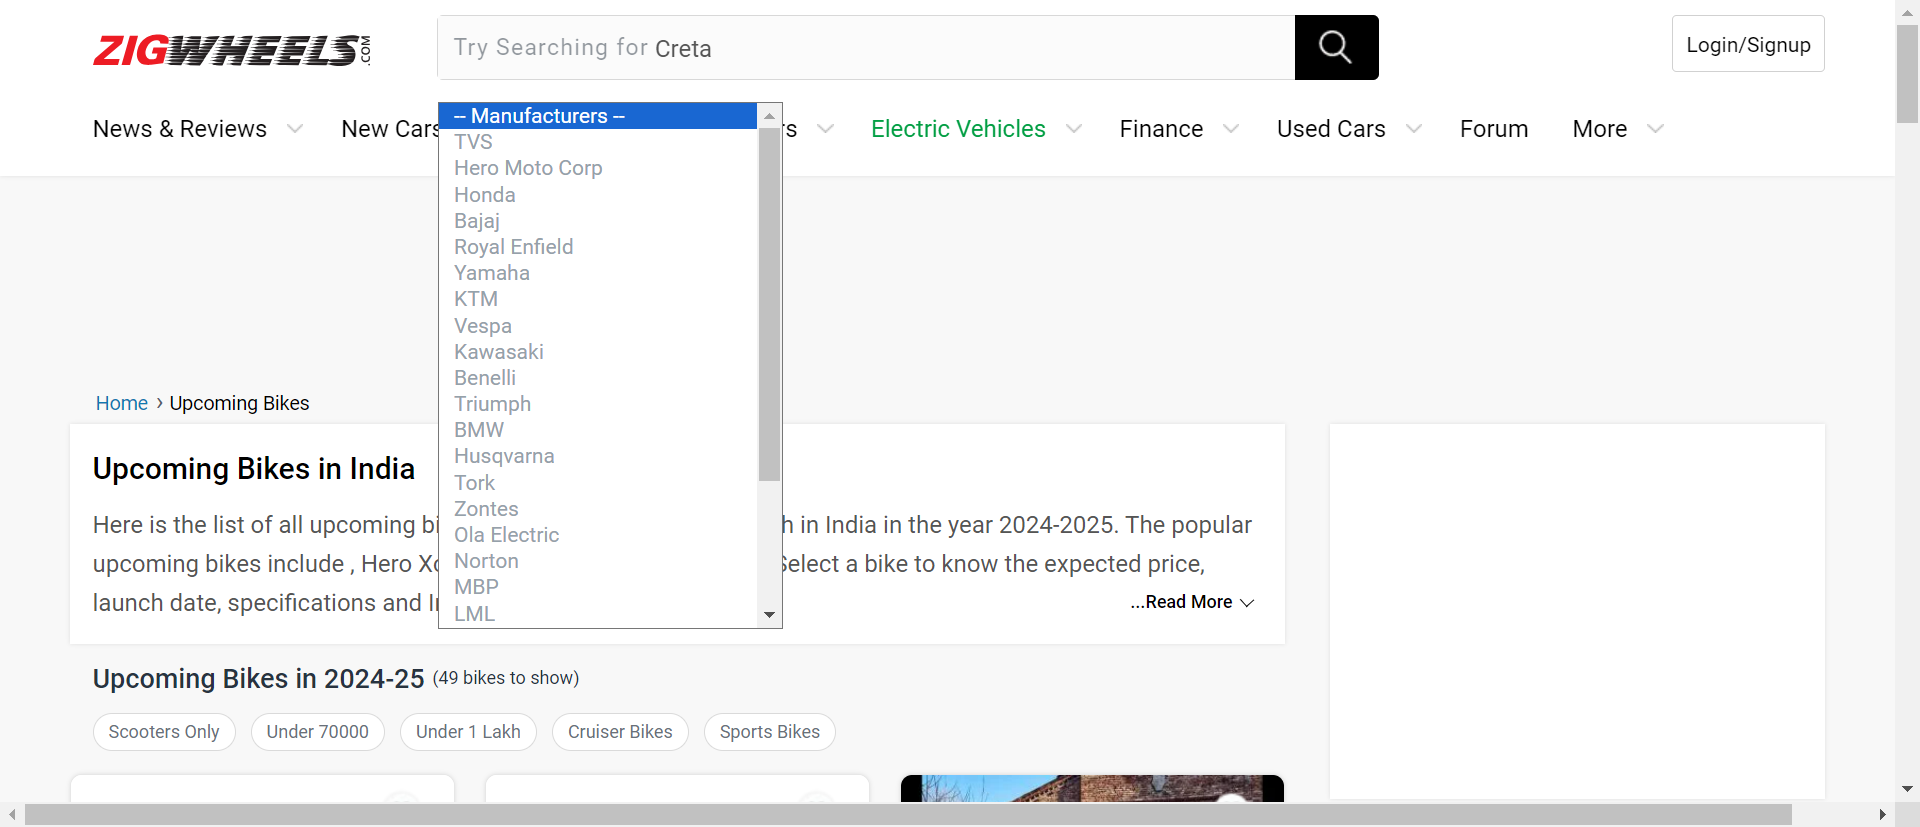 ZIGWHEELS.COM
Try Searching for Creta
Login/Signup
News & Reviews
New Cars
rs
Electric Vehicles
Finance
Used Cars
Forum
More
-- Manufacturers --
TVS
Hero Moto Corp
Honda
Bajaj
Royal Enfield
Yamaha
KTM
Vespa
Kawasaki
Benelli
Triumph
BMW
Husqvarna
Tork
Zontes
Ola Electric
Norton
MBP
LML
Home › Upcoming Bikes
Upcoming Bikes in India
Here is the list of all upcoming bi h in India in the year 2024-2025. The popular
upcoming bikes include , Hero Xo Select a bike to know the expected price,
launch date, specifications and I
...Read More
Upcoming Bikes in 2024-25 (49 bikes to show)
Scooters Only
Under 70000
Under 1 Lakh
Cruiser Bikes
Sports Bikes